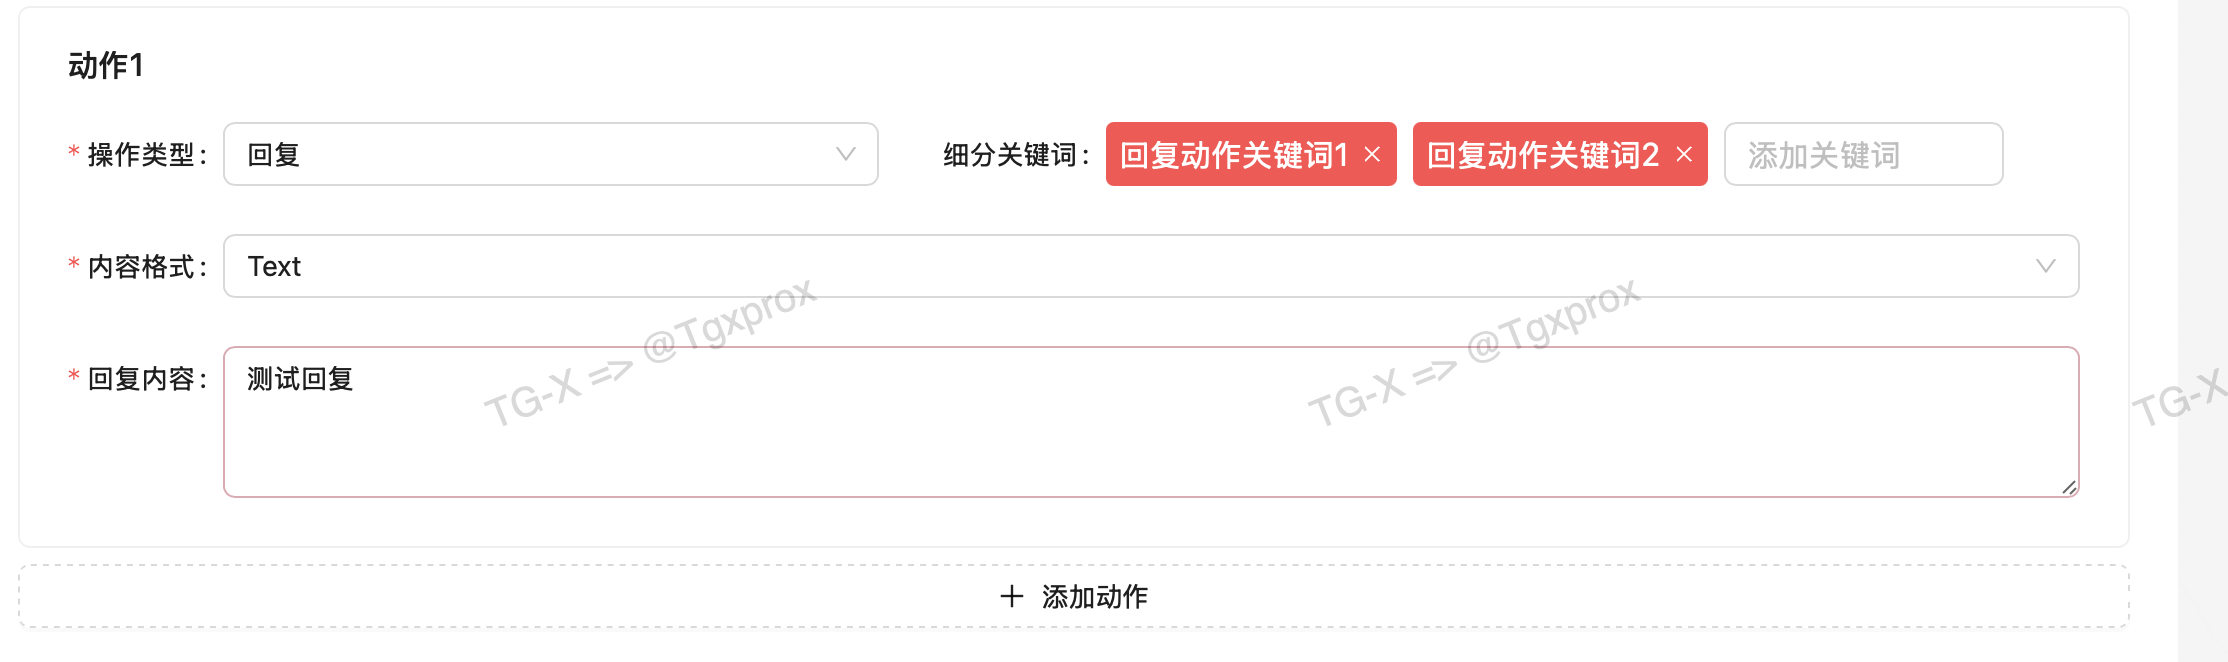 动作1
* 操作类型： 回复 细分关键词： 回复动作关键词1 × 回复动作关键词2 × 添加关键词
* 内容格式： Text
TG-X => @Tgxprox TG-X => @Tgxprox TG-X
* 回复内容： 测试回复
+ 添加动作